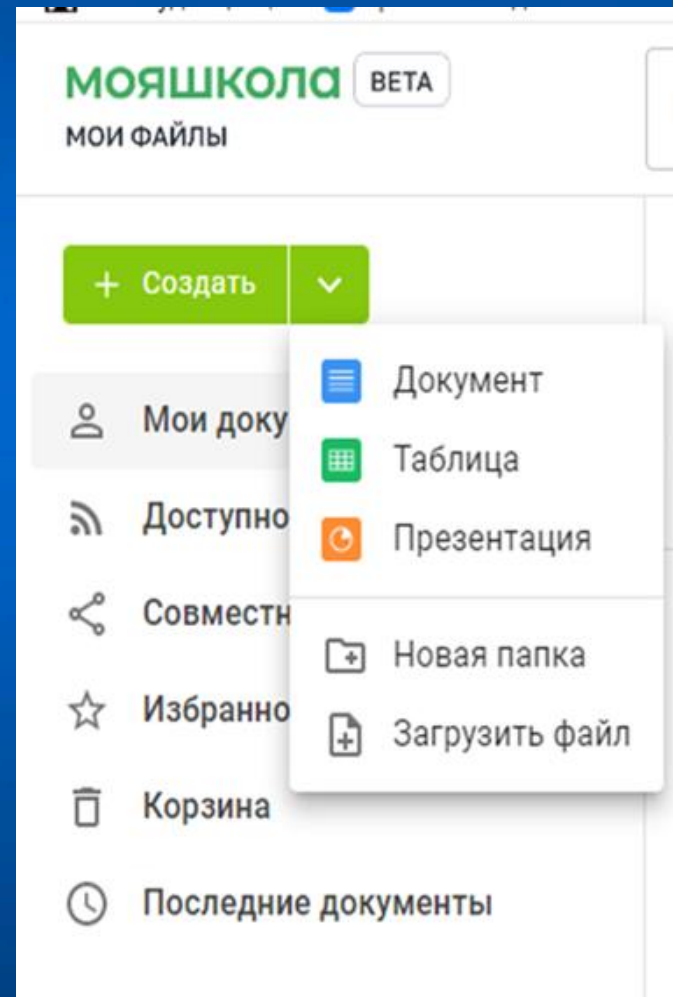 мояшкола BETA
МОИ ФАЙЛЫ
+ Создать
Документ
Таблица
Презентация
Новая папка
Загрузить файл
Мои доку
Доступно
Совместн
Избранно
Корзина
Последние документы